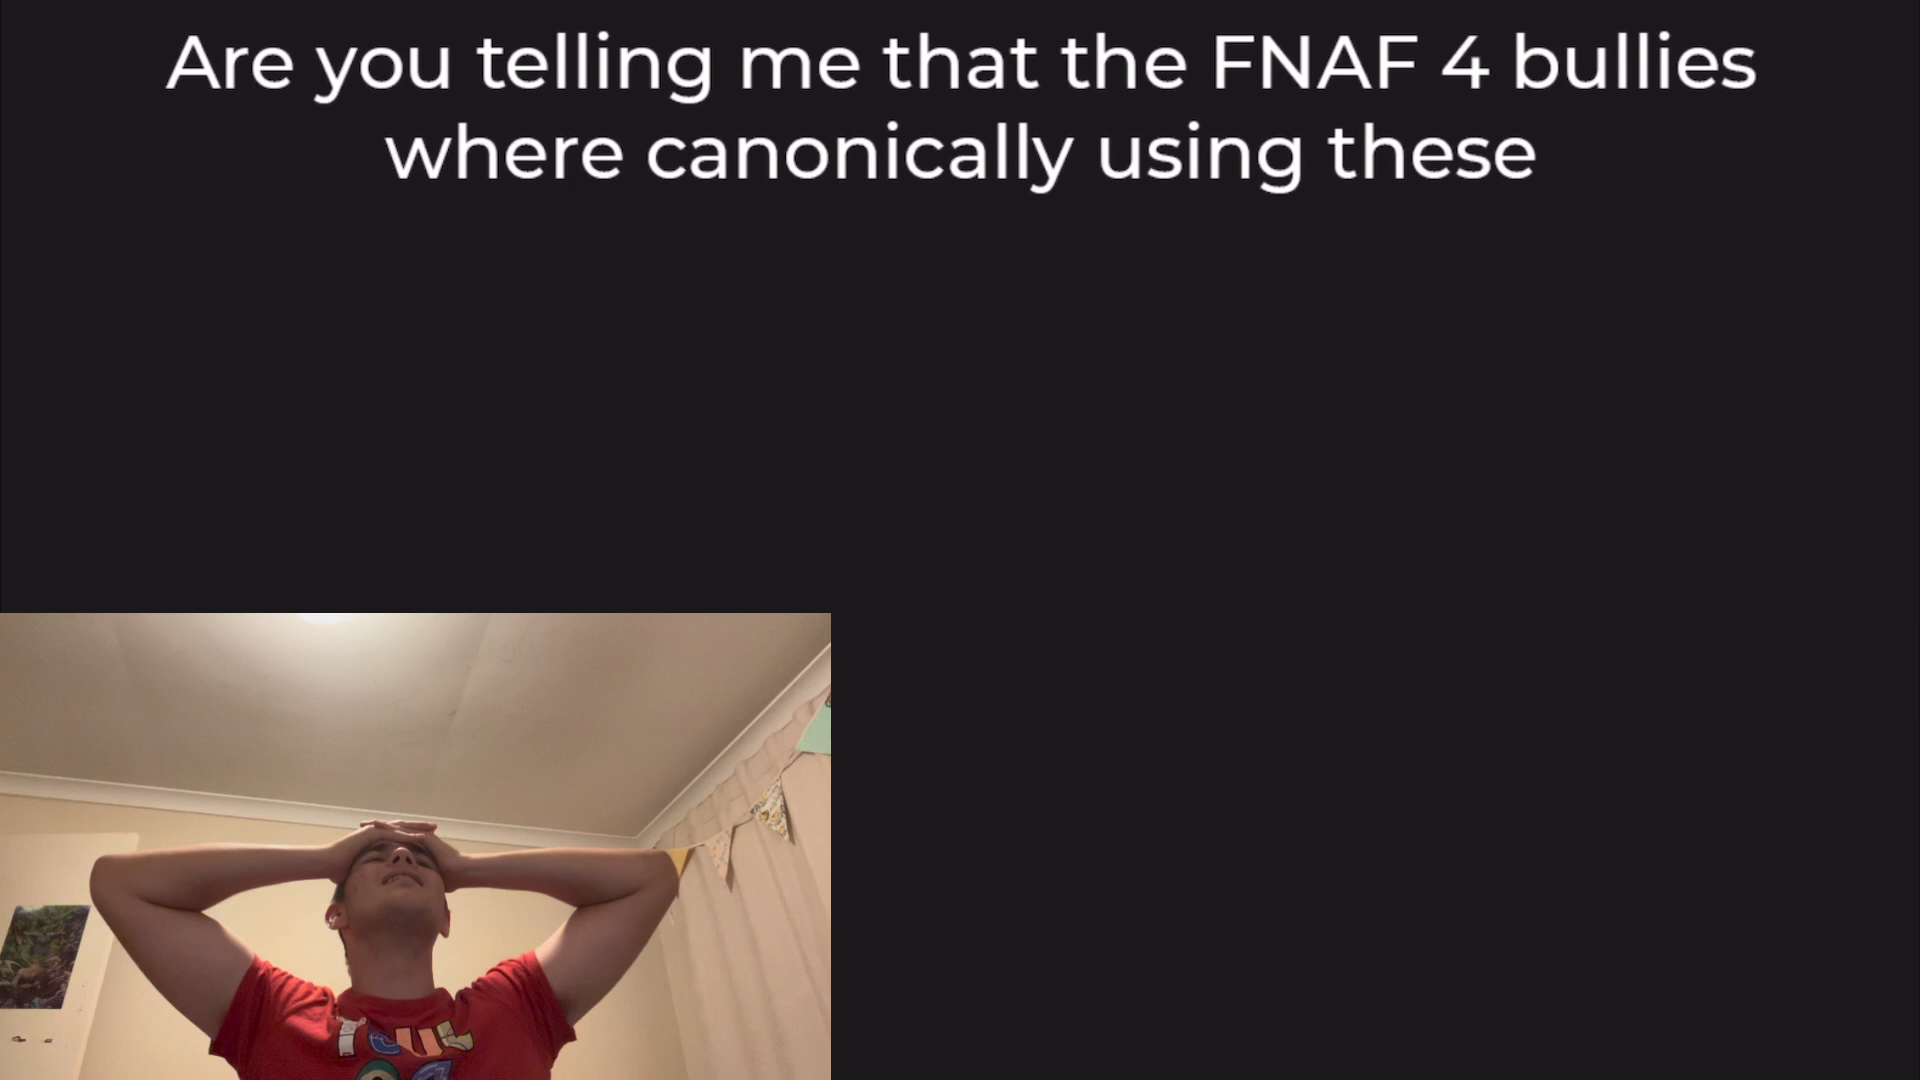 Are you telling me that the FNAF 4 bullies
where canonically using these